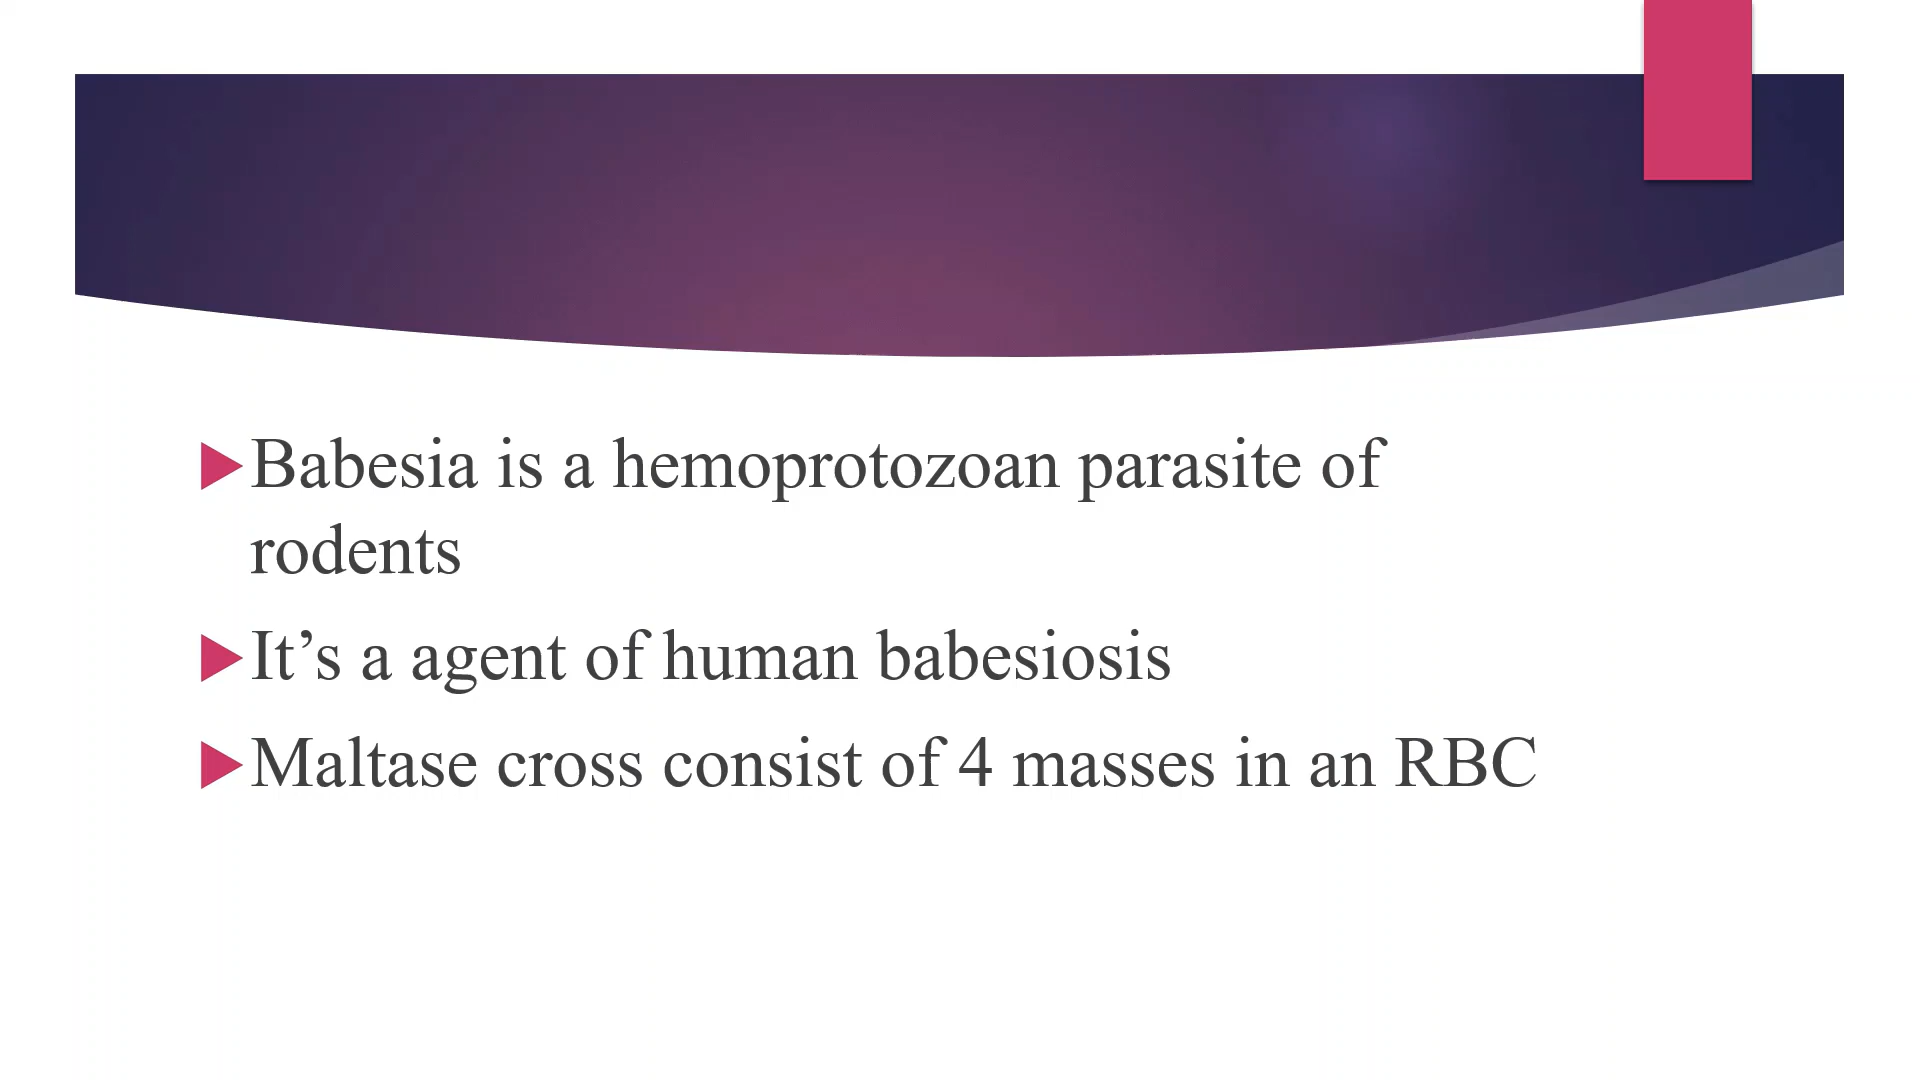 Babesia is a hemoprotozoan parasite of
rodents
It’s a agent of human babesiosis
Maltase cross consist of 4 masses in an RBC